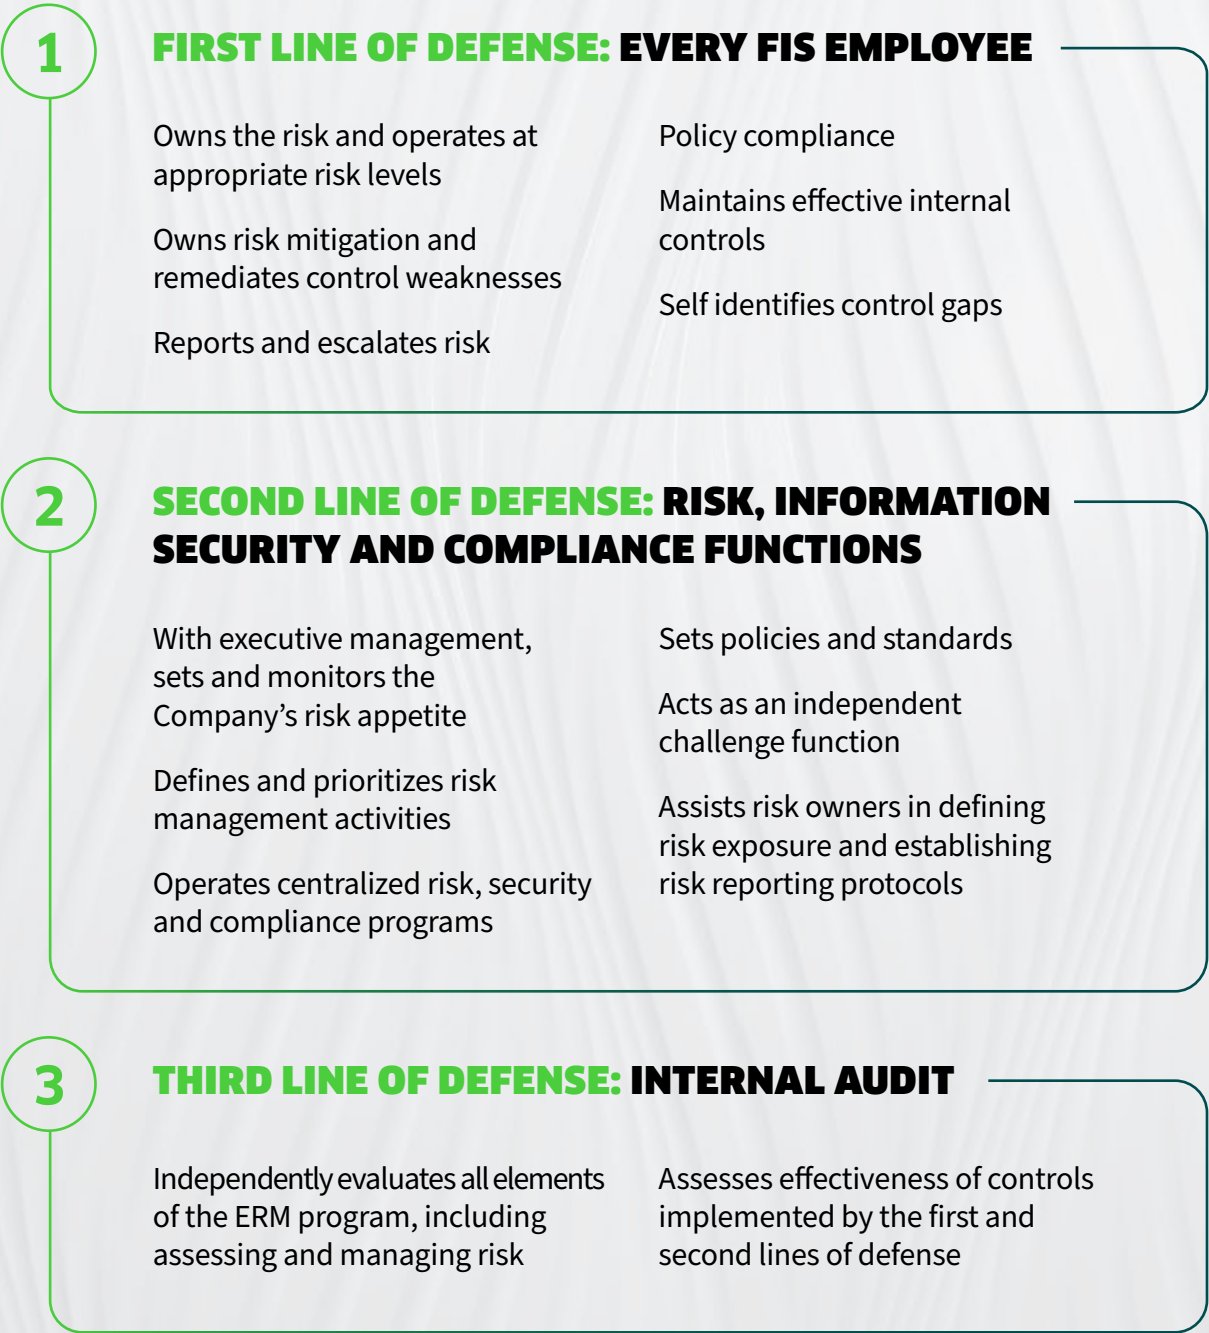 1
FIRST LINE OF DEFENSE: EVERY FIS EMPLOYEE
Owns the risk and operates at
appropriate risk levels
Owns risk mitigation and
remediates control weaknesses
Reports and escalates risk
Policy compliance
Maintains effective internal
controls
Self identifies control gaps
2
SECOND LINE OF DEFENSE: RISK, INFORMATION
SECURITY AND COMPLIANCE FUNCTIONS
With executive management,
sets and monitors the
Company’s risk appetite
Defines and prioritizes risk
management activities
Operates centralized risk, security
and compliance programs
Sets policies and standards
Acts as an independent
challenge function
Assists risk owners in defining
risk exposure and establishing
risk reporting protocols
3
THIRD LINE OF DEFENSE: INTERNAL AUDIT
Independently evaluates all elements
of the ERM program, including
assessing and managing risk
Assesses effectiveness of controls
implemented by the first and
second lines of defense